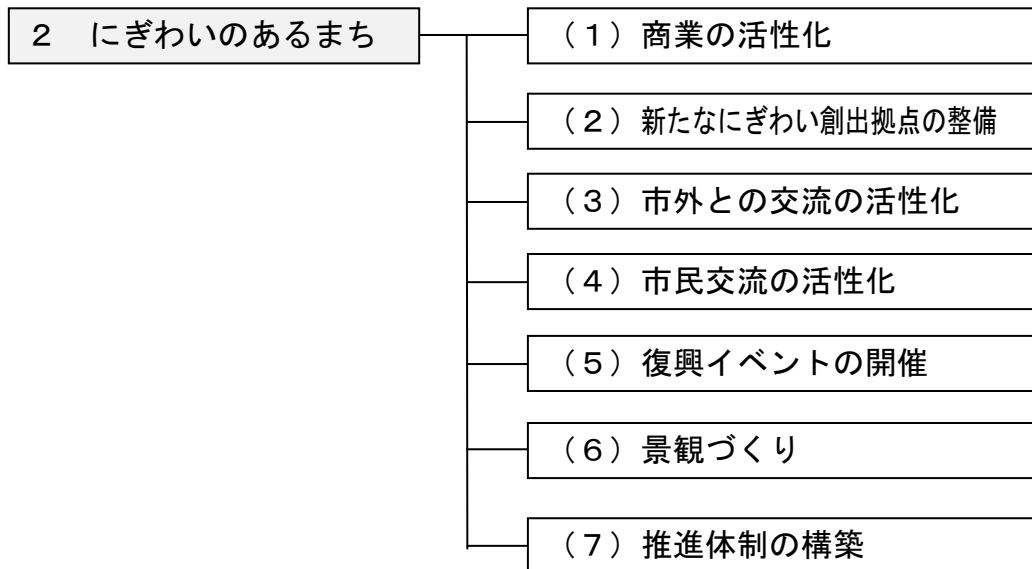 ２　にぎわいのあるまち
（１）商業の活性化
（２）新たなにぎわい創出拠点の整備
（３）市外との交流の活性化
（４）市民交流の活性化
（５）復興イベントの開催
（６）景観づくり
（７）推進体制の構築